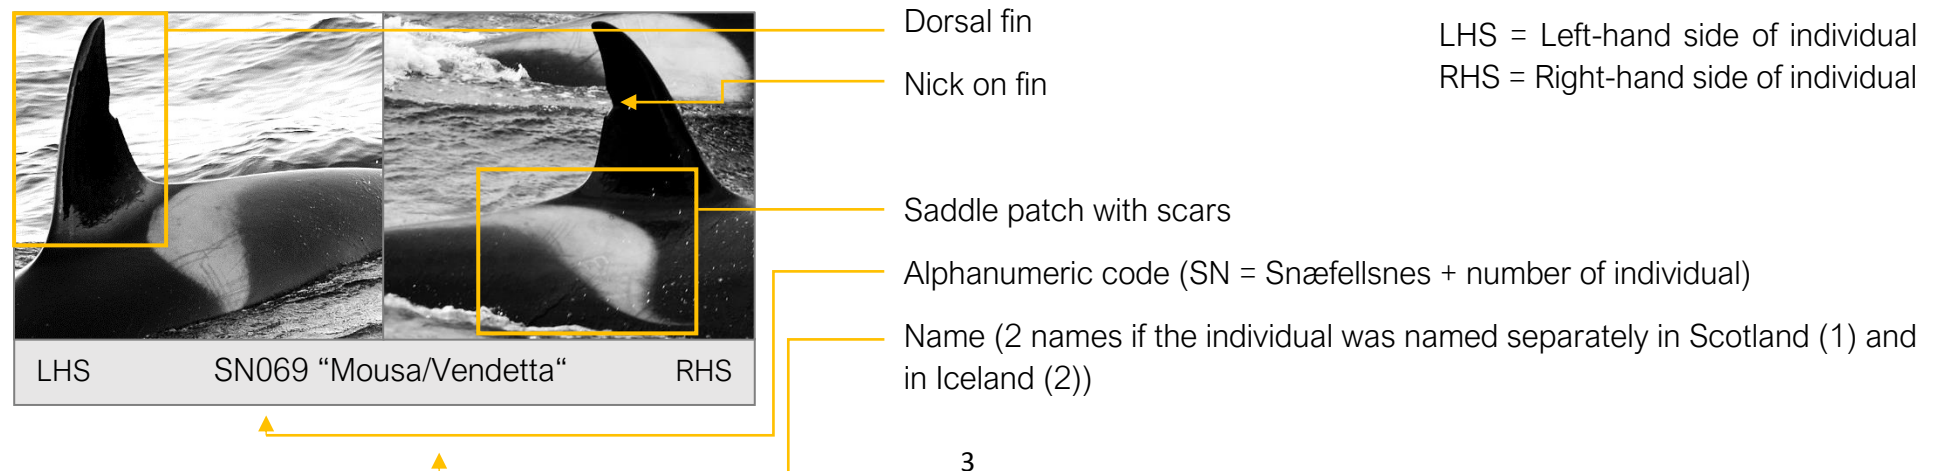 Dorsal fin
Nick on fin
LHS = Left-hand side of individual
RHS = Right-hand side of individual
Saddle patch with scars
Alphanumeric code (SN = Snæfellsnes + number of individual)
Name (2 names if the individual was named separately in Scotland (1) and
in Iceland (2))
LHS SN069 “Mousa/Vendetta“ RHS
3